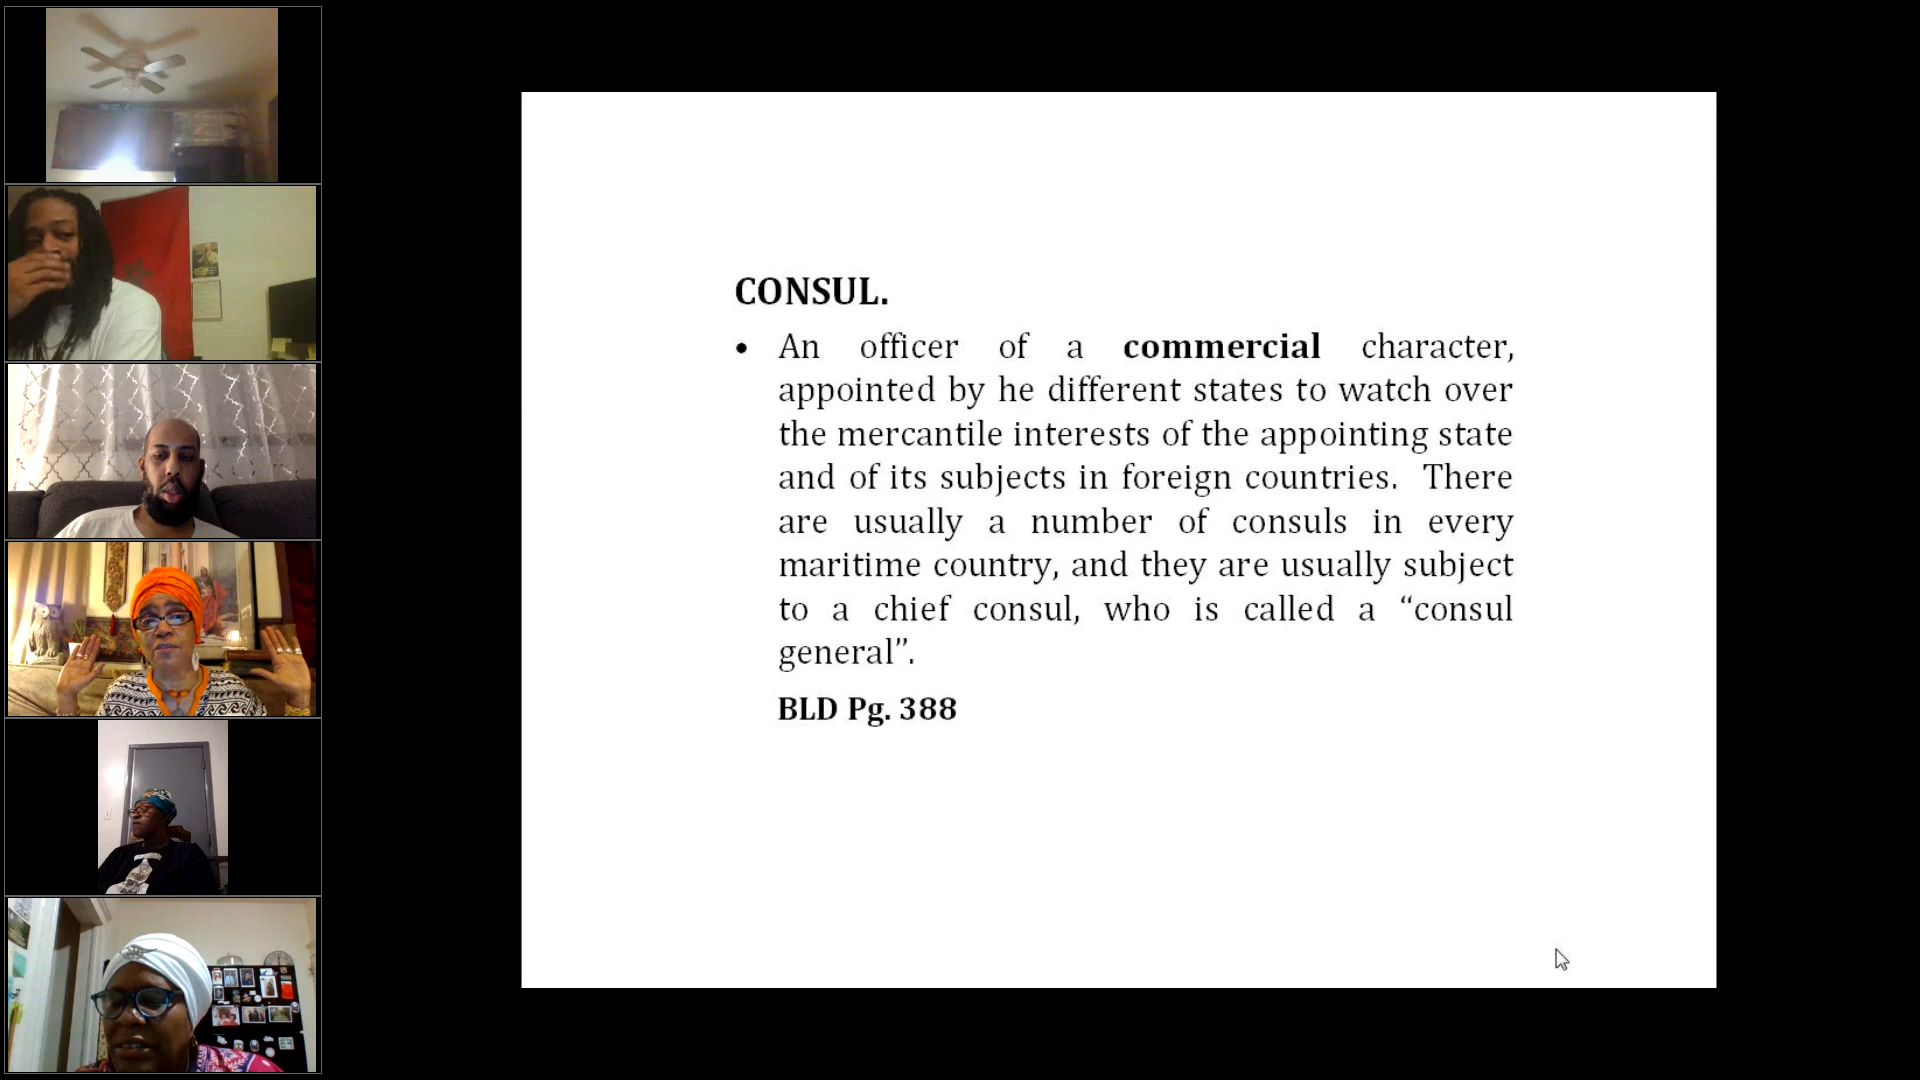 CONSUL.
• An officer of a commercial character,
appointed by he different states to watch over
the mercantile interests of the appointing state
and of its subjects in foreign countries. There
are usually a number of consuls in every
maritime country, and they are usually subject
to a chief consul, who is called a “consul
general”.
BLD Pg. 388